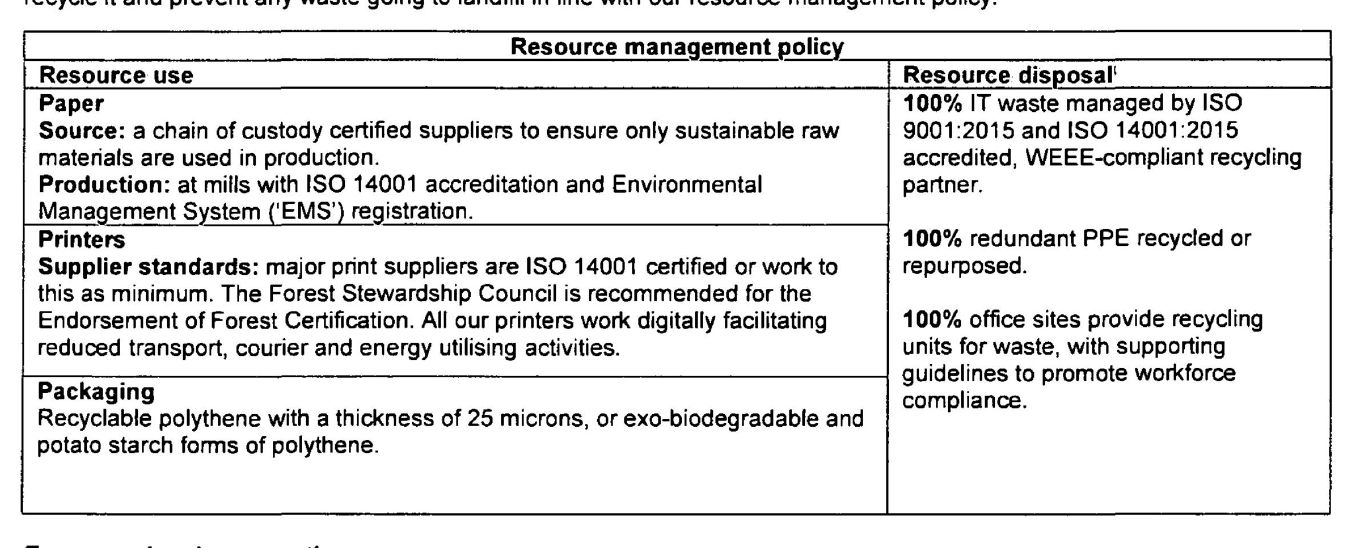 recycle it and prevent any waste going to landfill in line with our resource management policy.
Resource management policy
Resource use
Resource disposal
Paper
Source: a chain of custody certified suppliers to ensure only sustainable raw
materials are used in production.
Production: at mills with ISO 14001 accreditation and Environmental
Management System ('EMS') registration.
Printers
Supplier standards: major print suppliers are ISO 14001 certified or work to
this as minimum. The Forest Stewardship Council is recommended for the
Endorsement of Forest Certification. All our printers work digitally facilitating
reduced transport, courier and energy utilising activities.
Packaging
Recyclable polythene with a thickness of 25 microns, or exo-biodegradable and
potato starch forms of polythene.
100% IT waste managed by ISO
9001:2015 and ISO 14001:2015
accredited, WEEE-compliant recycling
partner.
100% redundant PPE recycled or
repurposed.
100% office sites provide recycling
units for waste, with supporting
guidelines to promote workforce
compliance.